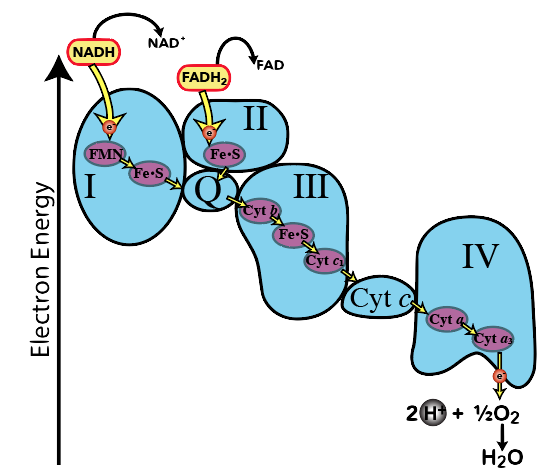 NADH
NAD⁺
FADH₂
FAD
e⁻
e⁻
II
FMN
Fe•S
Fe•S
I
Q
III
Cyt b
Fe•S
Cyt c₁
Cyt c
IV
Cyt a
Cyt a₃
e⁻
2 H⁺ + ½O₂
H₂O
Electron Energy